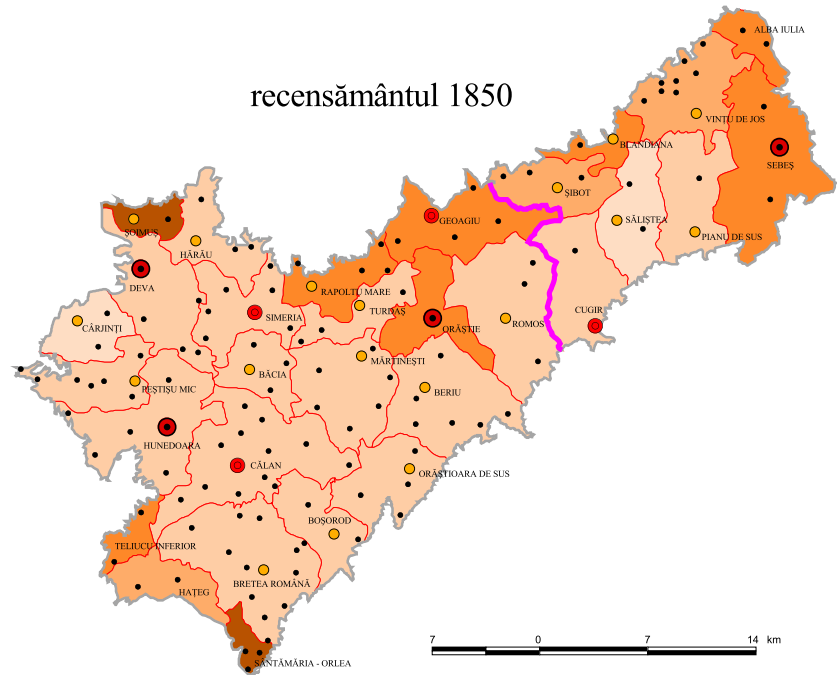 recensământul 1850
ALBA IULIA
VINŢU DE JOS
BLANDIANA
SEBEŞ
ŞIBOT
SĂLIŞTEA
PIANU DE SUS
GEOAGIU
ŞOIMUŞ
HĂRĂU
DEVA
RAPOLTU MARE
TURDAŞ
SIMERIA
CUGIR
ORĂŞTIE
ROMOS
CÂRJINŢI
MĂRTINEŞTI
BĂCIA
PEŞTIŞU MIC
BERIU
HUNEDOARA
CĂLAN
ORĂŞTIOARA DE SUS
BOŞOROD
TELIUCU INFERIOR
BRETEA ROMÂNĂ
HAŢEG
SÂNTĂMĂRIA - ORLEA
7 0 7 14 km